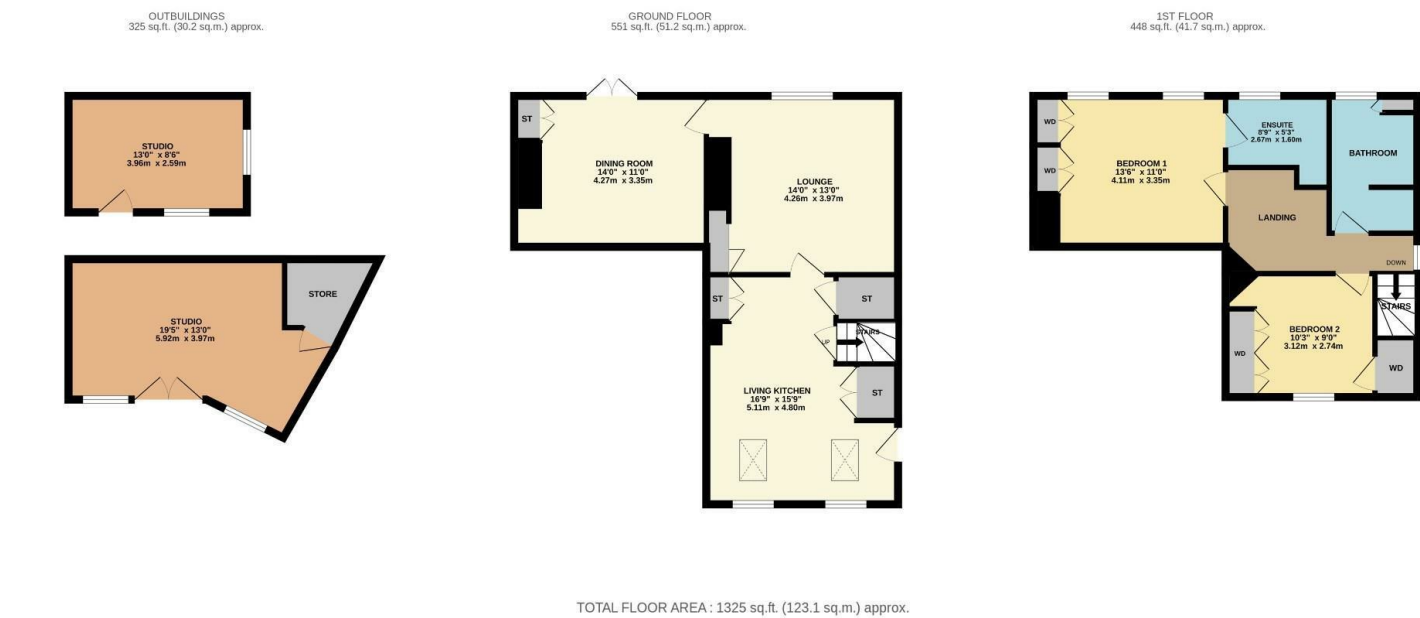 OUTBUILDINGS
325 sq.ft. (30.2 sq.m.) approx.
GROUND FLOOR
551 sq.ft. (51.2 sq.m.) approx.
1ST FLOOR
448 sq.ft. (41.7 sq.m.) approx.
STUDIO
13'0" x 8'6"
3.96m x 2.59m
STUDIO
19'5" x 13'0"
5.92m x 3.97m
STORE
ST
DINING ROOM
14'0" x 11'0"
4.27m x 3.35m
LOUNGE
14'0" x 13'0"
4.26m x 3.97m
ST
ST
STAIRS
UP
LIVING KITCHEN
16'9" x 15'9"
5.11m x 4.80m
ST
WD
WD
BEDROOM 1
13'6" x 11'0"
4.11m x 3.35m
ENSUITE
8'9" x 5'3"
2.67m x 1.60m
BATHROOM
LANDING
DOWN
STAIRS
BEDROOM 2
10'3" x 9'0"
3.12m x 2.74m
WD
WD
TOTAL FLOOR AREA : 1325 sq.ft. (123.1 sq.m.) approx.